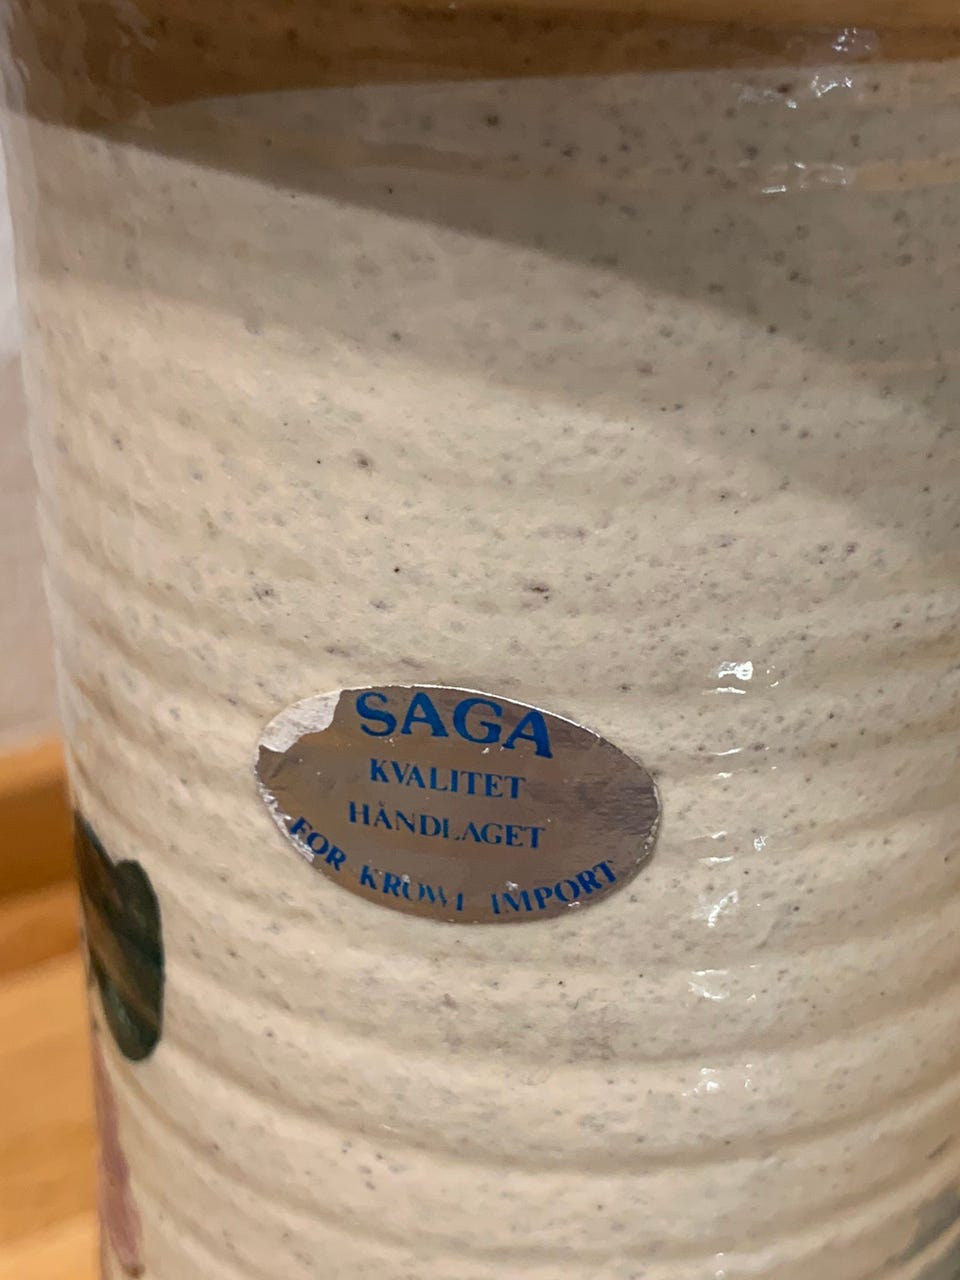 SAGA
KVALITET
HÅNDLAGET
FOR KROWI IMPORT